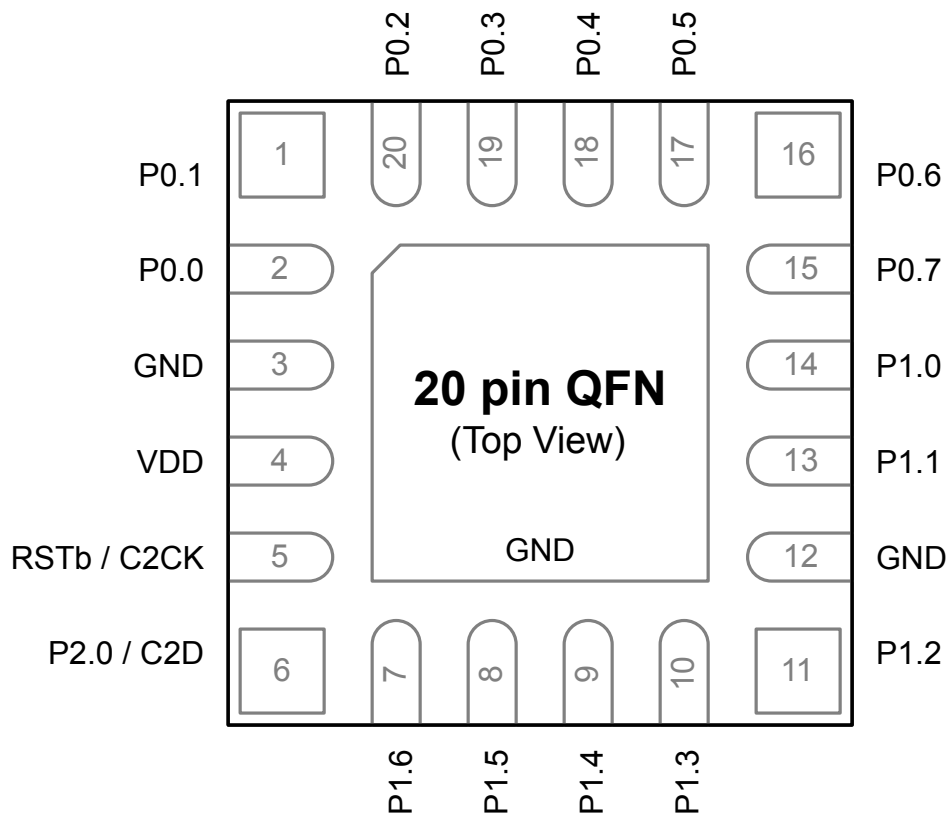 P0.2
P0.3
P0.4
P0.5
1
20
19
18
17
16
P0.1
P0.6
P0.0
2
15
P0.7
GND
3
14
P1.0
20 pin QFN
(Top View)
VDD
4
13
P1.1
RSTb / C2CK
5
GND
12
GND
P2.0 / C2D
6
7
8
9
10
11
P1.2
P1.6
P1.5
P1.4
P1.3